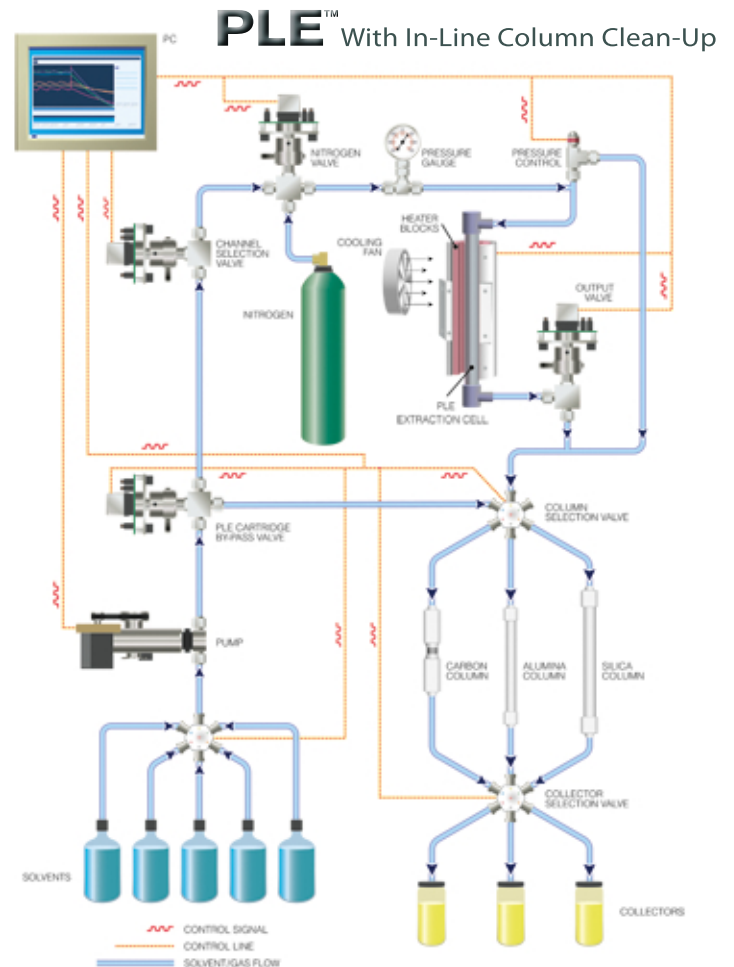 PLE™ With In-Line Column Clean-Up
PC
NITROGEN
VALVE
PRESSURE
GAUGE
PRESSURE
CONTROL
HEATER
BLOCKS
COOLING
FAN
CHANNEL
SELECTION
VALVE
OUTPUT
VALVE
NITROGEN
PLE
EXTRACTION CELL
PLE CARTRIDGE
BY-PASS VALVE
COLUMN
SELECTION VALVE
PUMP
CARBON
COLUMN
ALUMINA
COLUMN
SILICA
COLUMN
COLLECTOR
SELECTION VALVE
SOLVENTS
COLLECTORS
CONTROL SIGNAL
CONTROL LINE
SOLVENT/GAS FLOW